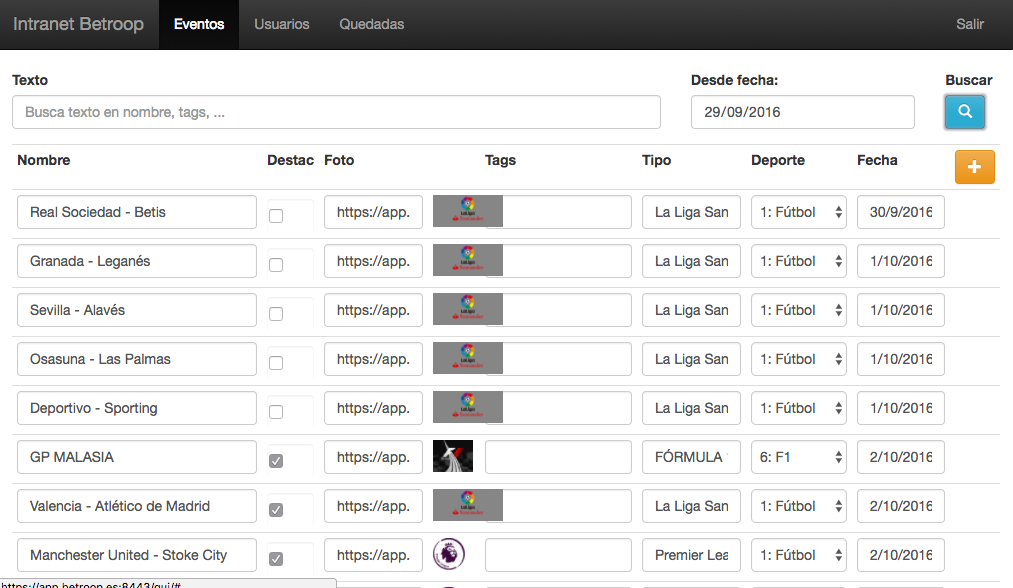 Intranet Betroop Eventos Usuarios Quedadas Salir
Texto Desde fecha: Buscar
Busca texto en nombre, tags, ... 29/09/2016
Nombre Destac Foto Tags Tipo Deporte Fecha
Real Sociedad - Betis https://app. La Liga San 1: Fútbol 30/9/2016
Granada - Leganés https://app. La Liga San 1: Fútbol 1/10/2016
Sevilla - Alavés https://app. La Liga San 1: Fútbol 1/10/2016
Osasuna - Las Palmas https://app. La Liga San 1: Fútbol 1/10/2016
Deportivo - Sporting https://app. La Liga San 1: Fútbol 1/10/2016
GP MALASIA https://app. FÓRMULA 6: F1 2/10/2016
Valencia - Atlético de Madrid https://app. La Liga San 1: Fútbol 2/10/2016
Manchester United - Stoke City https://app. Premier Lea 1: Fútbol 2/10/2016
https://app.betroop.es:8443/gui/#